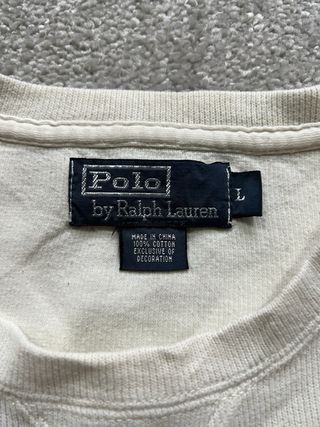 Polo
by Ralph Lauren
L
MADE IN CHINA
100% COTTON
EXCLUSIVE OF
DECORATION